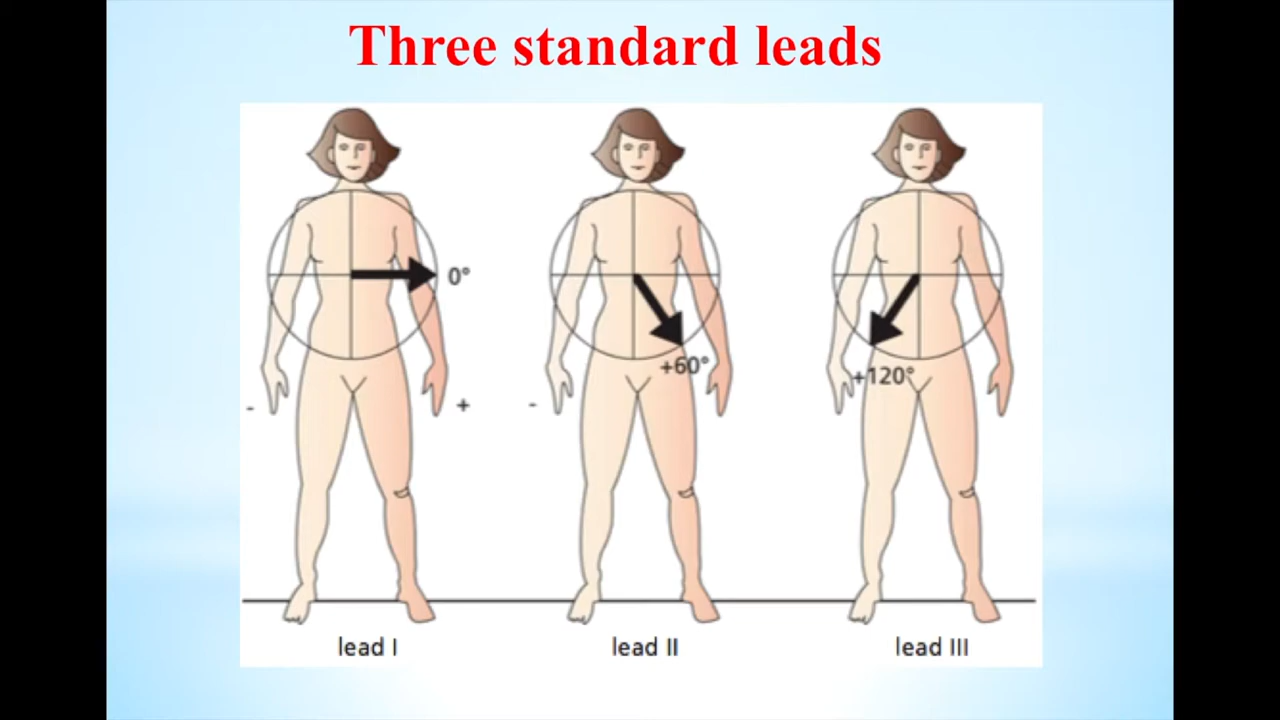 Three standard leads
0°
+60°
+120°
- +
-
lead I
lead II
lead III